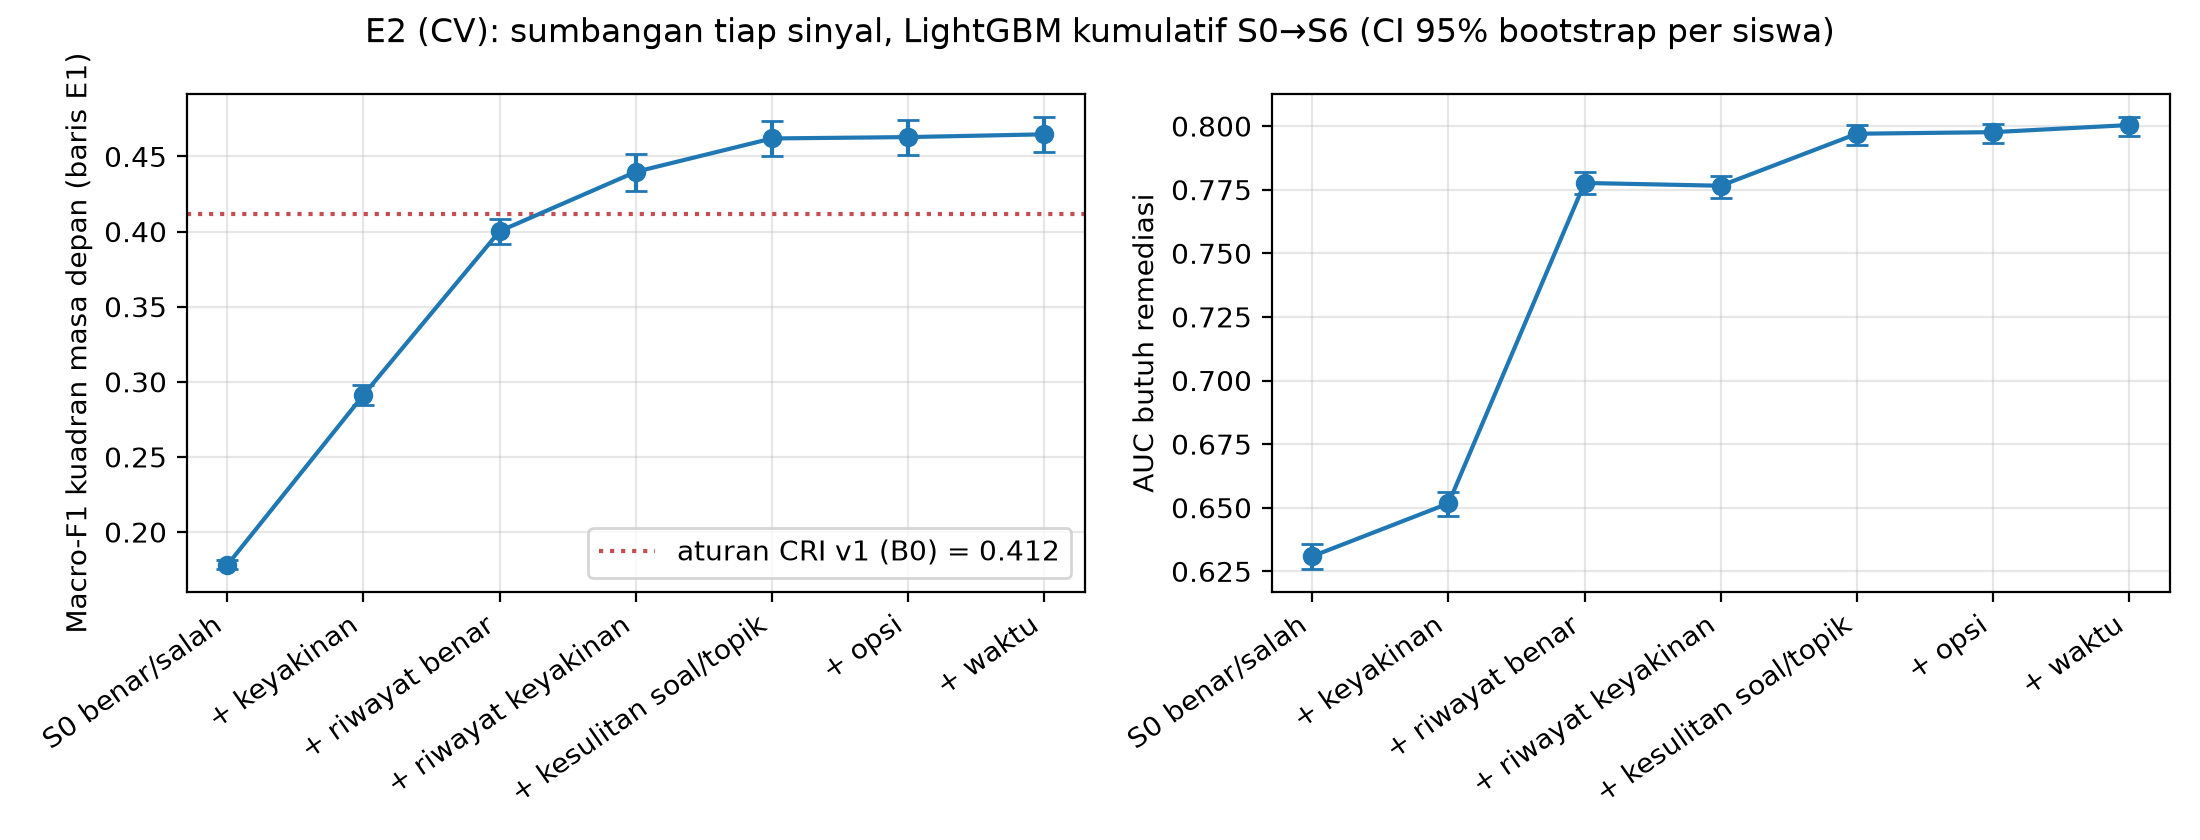 E2 (CV): sumbangan tiap sinyal, LightGBM kumulatif S0→S6 (CI 95% bootstrap per siswa)
Macro-F1 kuadran masa depan (baris E1)
0.45
0.40
0.35
0.30
0.25
0.20
aturan CRI v1 (B0) = 0.412
S0 benar/salah
+ keyakinan
+ riwayat benar
+ riwayat keyakinan
+ kesulitan soal/topik
+ opsi
+ waktu
AUC butuh remediasi
0.800
0.775
0.750
0.725
0.700
0.675
0.650
0.625
S0 benar/salah
+ keyakinan
+ riwayat benar
+ riwayat keyakinan
+ kesulitan soal/topik
+ opsi
+ waktu